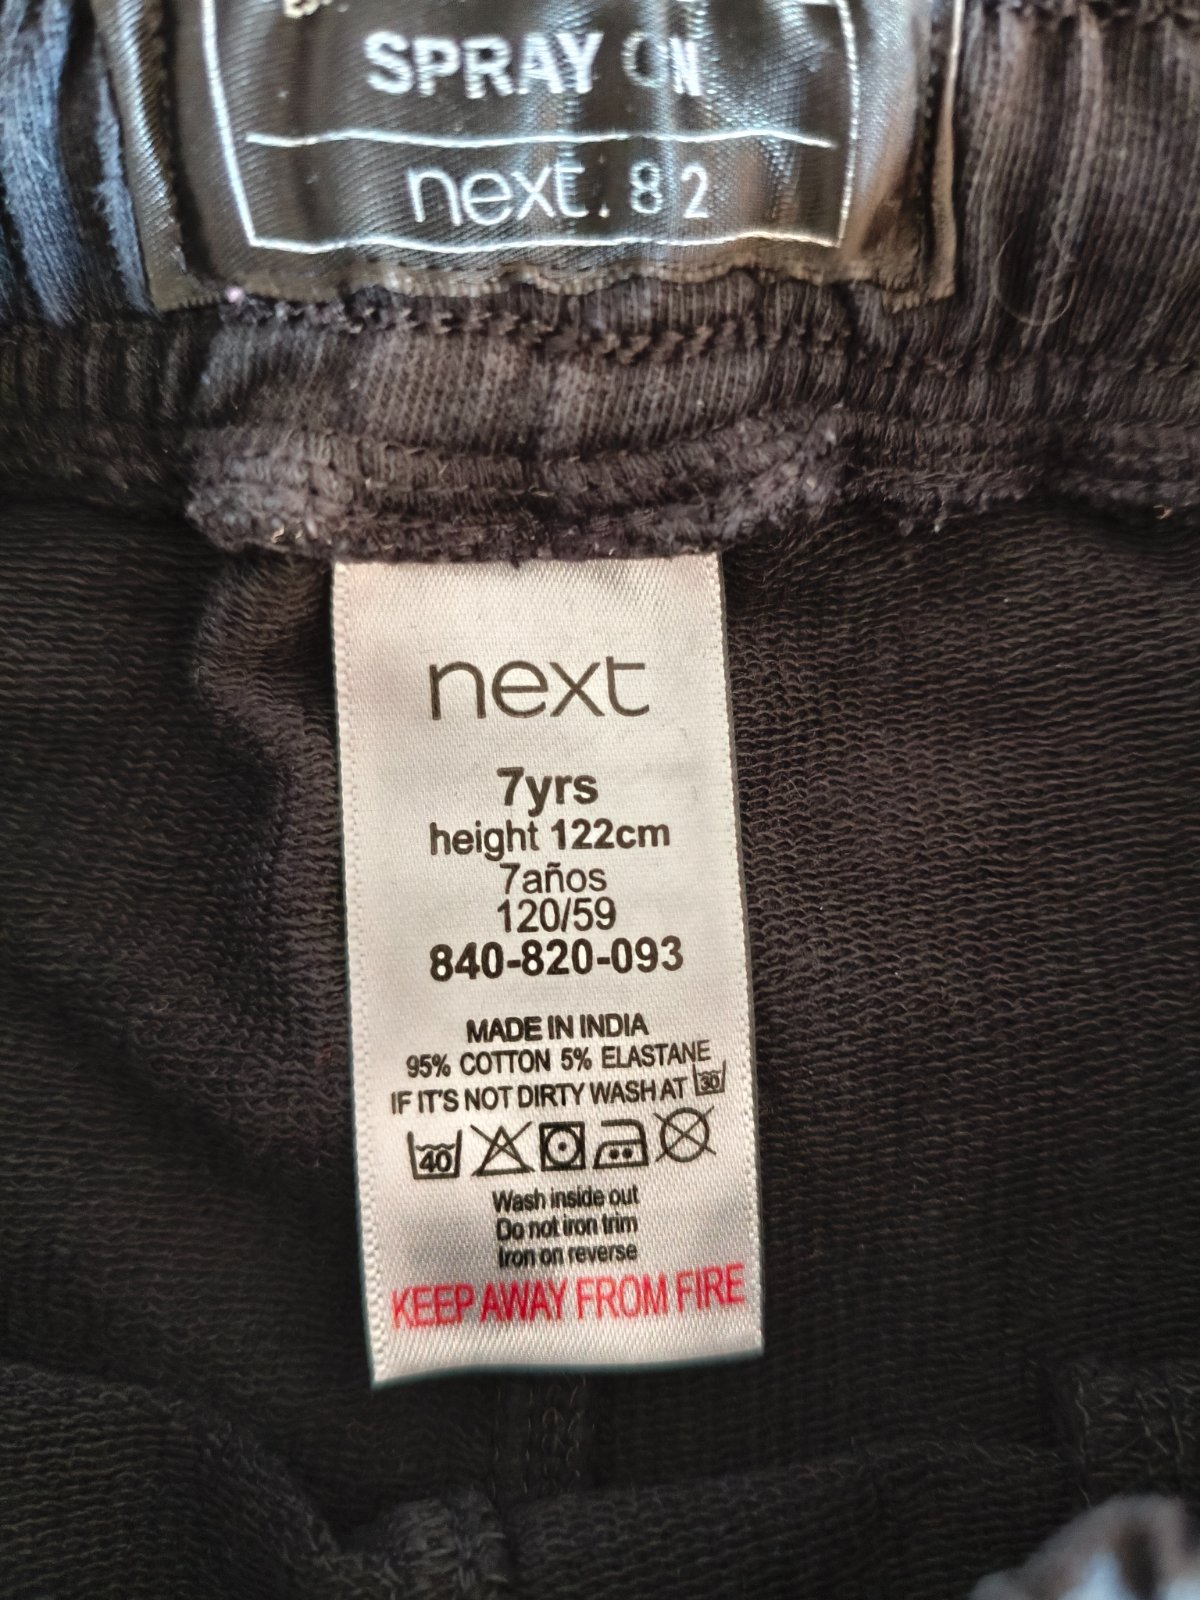 SPRAY ON
next.82
next
7yrs
height 122cm
7años
120/59
840-820-093
MADE IN INDIA
95% COTTON 5% ELASTANE
IF IT'S NOT DIRTY WASH AT 30
40
Wash inside out
Do not iron trim
Iron on reverse
KEEP AWAY FROM FIRE